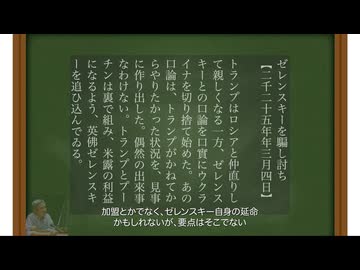 ゼレンスキーを騙し討ち
【二千二十五年年三月四日】
トランプはロシアと仲直りし
て親しくなる一方、ゼレンス
キーとの口論を口實にウクラ
イナを切り捨て始めた。あの
口論は、トランプがかねてか
らやりたかった状況を、見事
に作り出した。偶然の出來事
なわけない。トランプとプー
チンは裏で組み、米露の利益
になるよう、英佛ゼレンスキ
ーを追ひ込んでゐる。
加盟とかでなく、ゼレンスキー自身の延命
かもしれないが、要点はそこでない